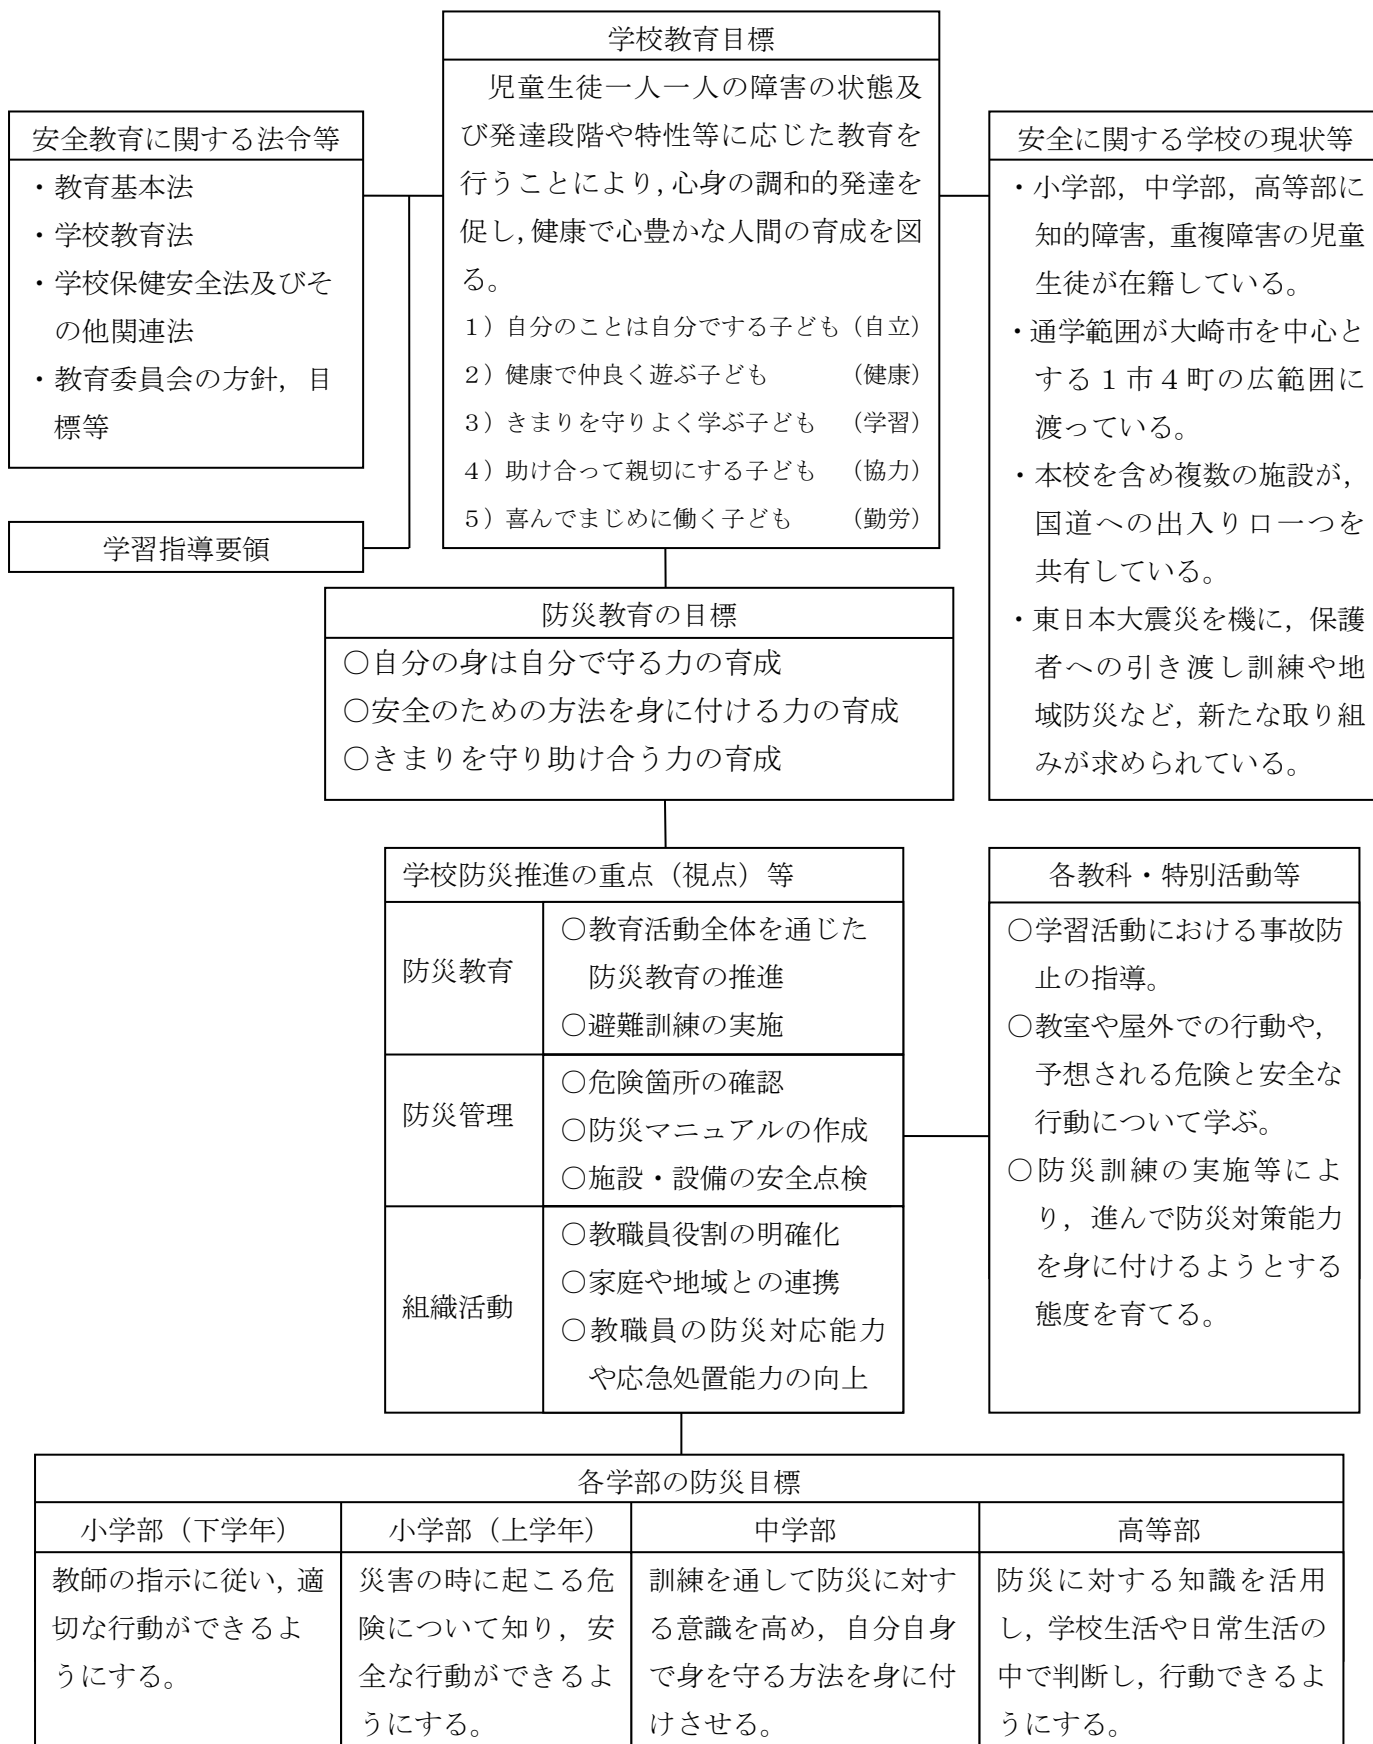 学校教育目標
児童生徒一人一人の障害の状態及
び発達段階や特性等に応じた教育を
行うことにより，心身の調和的発達を
促し，健康で心豊かな人間の育成を図
る。
１）自分のことは自分でする子ども（自立）
２）健康で仲良く遊ぶ子ども　　　（健康）
３）きまりを守りよく学ぶ子ども　（学習）
４）助け合って親切にする子ども　（協力）
５）喜んでまじめに働く子ども　　（勤労）
安全教育に関する法令等
・教育基本法
・学校教育法
・学校保健安全法及びそ
の他関連法
・教育委員会の方針，目
標等
学習指導要領
安全に関する学校の現状等
・小学部，中学部，高等部に
知的障害，重複障害の児童
生徒が在籍している。
・通学範囲が大崎市を中心と
する１市４町の広範囲に
渡っている。
・本校を含め複数の施設が，
国道への出入り口一つを
共有している。
・東日本大震災を機に，保護
者への引き渡し訓練や地
域防災など，新たな取り組
みが求められている。
防災教育の目標
○自分の身は自分で守る力の育成
○安全のための方法を身に付ける力の育成
○きまりを守り助け合う力の育成
学校防災推進の重点（視点）等
防災教育
○教育活動全体を通じた
防災教育の推進
○避難訓練の実施
防災管理
○危険箇所の確認
○防災マニュアルの作成
○施設・設備の安全点検
組織活動
○教職員役割の明確化
○家庭や地域との連携
○教職員の防災対応能力
や応急処置能力の向上
各教科・特別活動等
○学習活動における事故防
止の指導。
○教室や屋外での行動や，
予想される危険と安全な
行動について学ぶ。
○防災訓練の実施等によ
り，進んで防災対策能力
を身に付けるようとする
態度を育てる。
各学部の防災目標
小学部（下学年）
教師の指示に従い，適
切な行動ができるよ
うにする。
小学部（上学年）
災害の時に起こる危
険について知り，安
全な行動ができるよ
うにする。
中学部
訓練を通して防災に対す
る意識を高め，自分自身
で身を守る方法を身に付
けさせる。
高等部
防災に対する知識を活用
し，学校生活や日常生活の
中で判断し，行動できるよ
うにする。